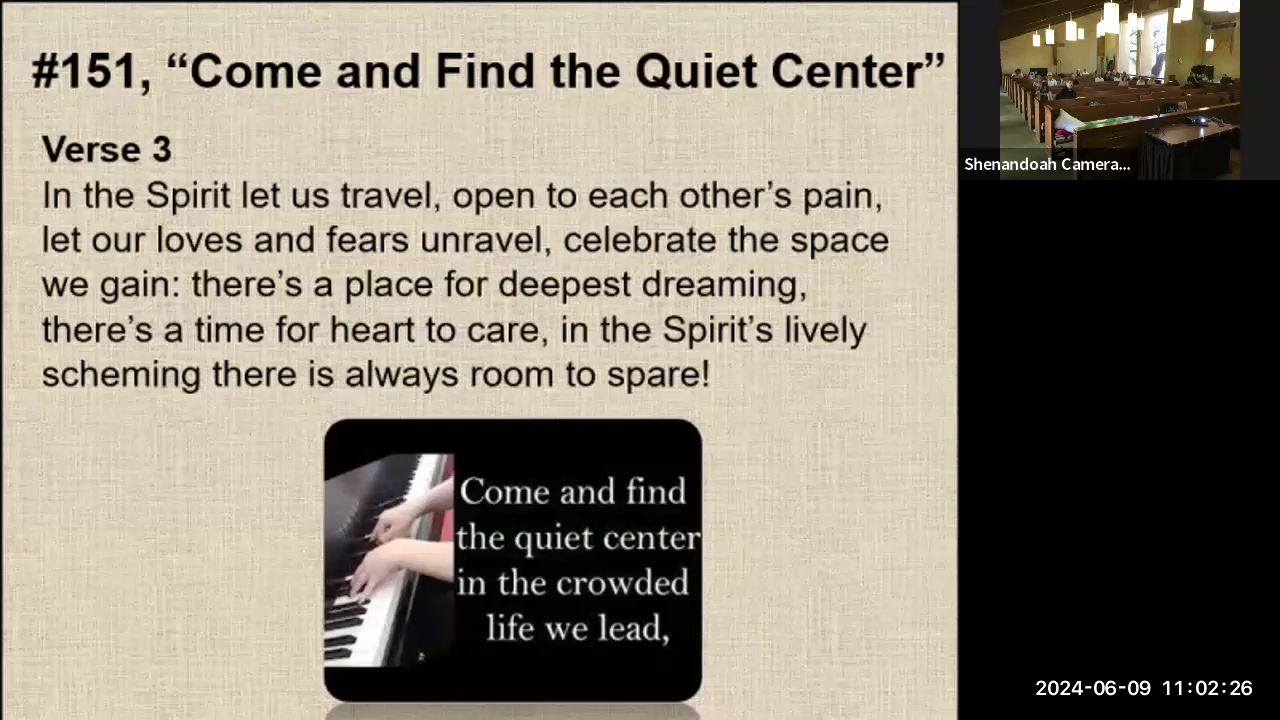 #151, “Come and Find the Quiet Center”
Verse 3
In the Spirit let us travel, open to each other’s pain,
let our loves and fears unravel, celebrate the space
we gain: there’s a place for deepest dreaming,
there’s a time for heart to care, in the Spirit’s lively
scheming there is always room to spare!
Come and find
the quiet center
in the crowded
life we lead,
Shenandoah Camera...
2024-06-09 11:02:26